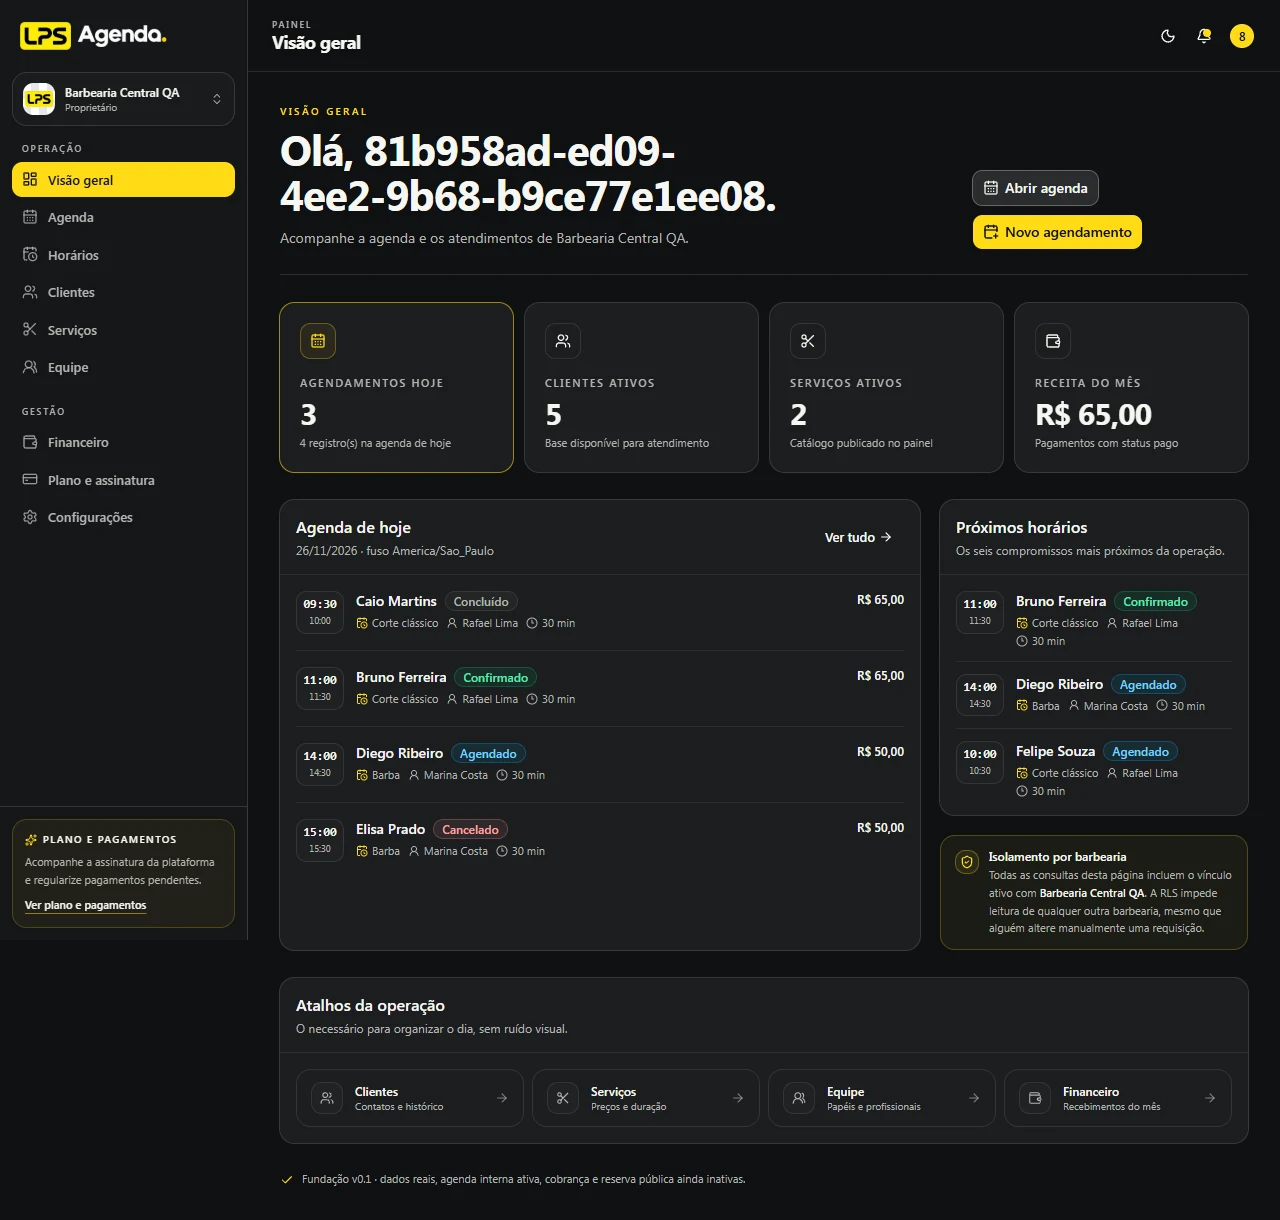 LPS Agenda.
LPS
Barbearia Central QA
Proprietário
OPERAÇÃO
Visão geral
Agenda
Horários
Clientes
Serviços
Equipe
GESTÃO
Financeiro
Plano e assinatura
Configurações
PLANO E PAGAMENTOS
Acompanhe a assinatura da plataforma
e regularize pagamentos pendentes.
Ver plano e pagamentos
PAINEL
Visão geral
8
VISÃO GERAL
Olá, 81b958ad-ed09-
4ee2-9b68-b9ce77e1ee08.
Acompanhe a agenda e os atendimentos de Barbearia Central QA.
Abrir agenda
Novo agendamento
AGENDAMENTOS HOJE
3
4 registro(s) na agenda de hoje
CLIENTES ATIVOS
5
Base disponível para atendimento
SERVIÇOS ATIVOS
2
Catálogo publicado no painel
RECEITA DO MÊS
R$ 65,00
Pagamentos com status pago
Agenda de hoje
26/11/2026 · fuso America/Sao_Paulo
Ver tudo
09:30
10:00
Caio Martins Concluído
Corte clássico Rafael Lima 30 min
R$ 65,00
11:00
11:30
Bruno Ferreira Confirmado
Corte clássico Rafael Lima 30 min
R$ 65,00
14:00
14:30
Diego Ribeiro Agendado
Barba Marina Costa 30 min
R$ 50,00
15:00
15:30
Elisa Prado Cancelado
Barba Marina Costa 30 min
R$ 50,00
Próximos horários
Os seis compromissos mais próximos da operação.
11:00
11:30
Bruno Ferreira Confirmado
Corte clássico Rafael Lima
30 min
14:00
14:30
Diego Ribeiro Agendado
Barba Marina Costa 30 min
10:00
10:30
Felipe Souza Agendado
Corte clássico Rafael Lima
30 min
Isolamento por barbearia
Todas as consultas desta página incluem o vínculo
ativo com Barbearia Central QA. A RLS impede
leitura de qualquer outra barbearia, mesmo que
alguém altere manualmente uma requisição.
Atalhos da operação
O necessário para organizar o dia, sem ruído visual.
Clientes
Contatos e histórico
Serviços
Preços e duração
Equipe
Papéis e profissionais
Financeiro
Recebimentos do mês
Fundação v0.1 · dados reais, agenda interna ativa, cobrança e reserva pública ainda inativas.